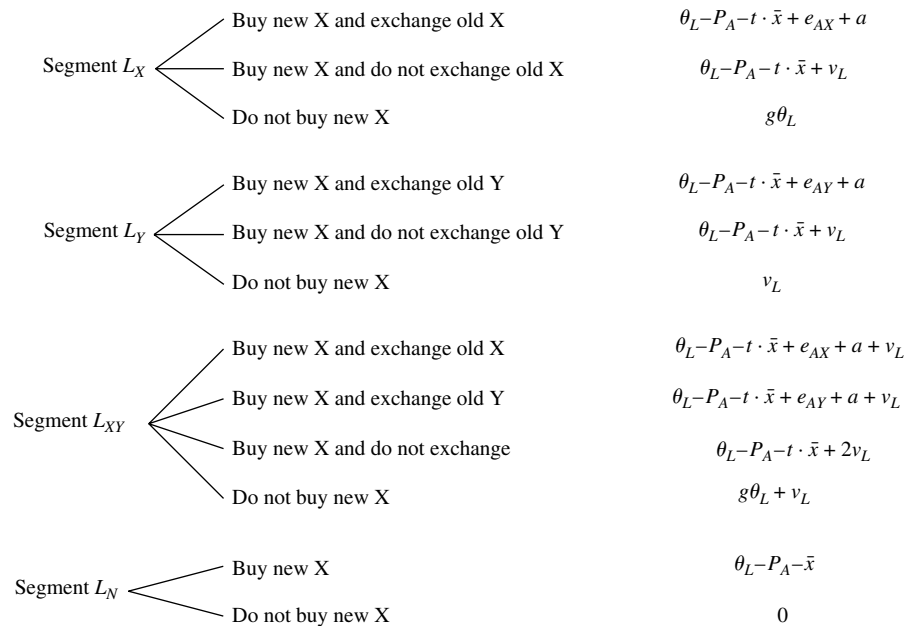 Buy new X and exchange old X θ_L–P_A–t · x̄ + e_AX + a
Segment L_X Buy new X and do not exchange old X θ_L–P_A–t · x̄ + v_L
Do not buy new X gθ_L
Buy new X and exchange old Y θ_L–P_A–t · x̄ + e_AY + a
Segment L_Y Buy new X and do not exchange old Y θ_L–P_A–t · x̄ + v_L
Do not buy new X v_L
Buy new X and exchange old X θ_L–P_A–t · x̄ + e_AX + a + v_L
Buy new X and exchange old Y θ_L–P_A–t · x̄ + e_AY + a + v_L
Segment L_XY
Buy new X and do not exchange θ_L–P_A–t · x̄ + 2v_L
Do not buy new X gθ_L + v_L
Buy new X θ_L–P_A–x̄
Segment L_N
Do not buy new X 0